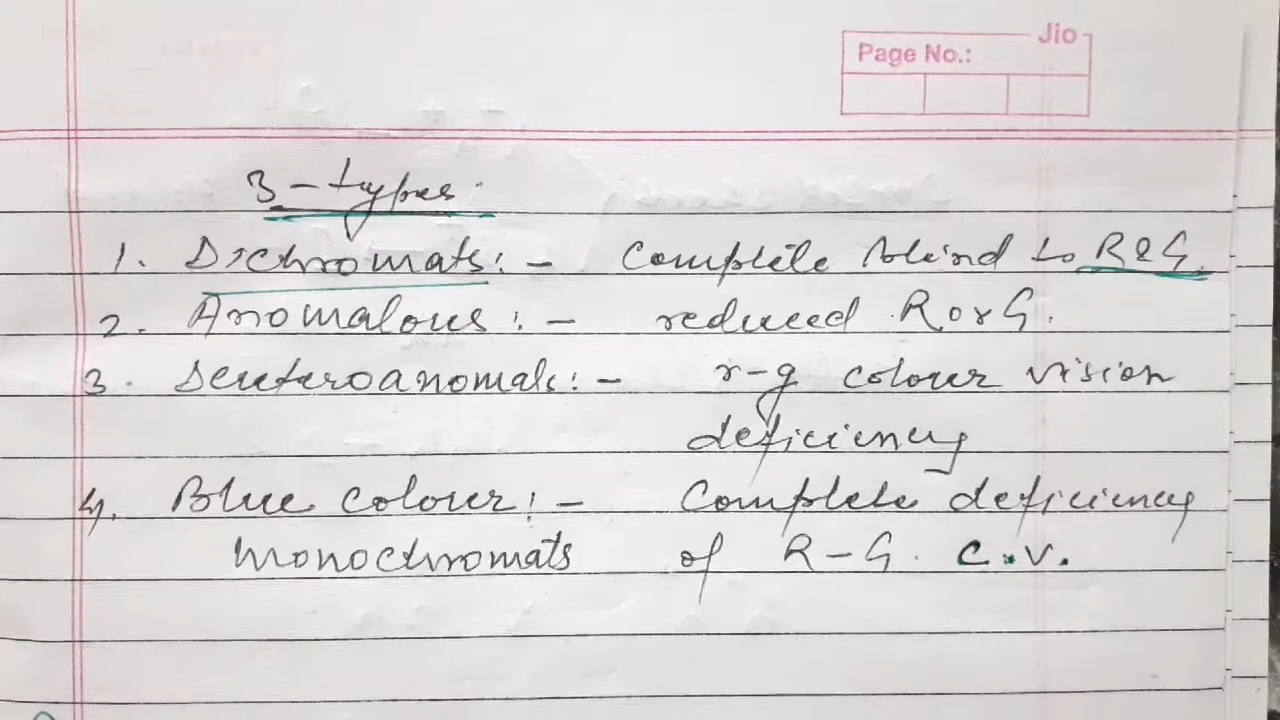 Jio
Page No.:
3 - types
1. Dichromats: - Complete blind to R&G.
2. Anomalous: - reduced R or G.
3. Deuteroanomals: - r-g colour vision
deficiency
4. Blue colour: - Complete deficiency
monochromats of R-G. C.V.